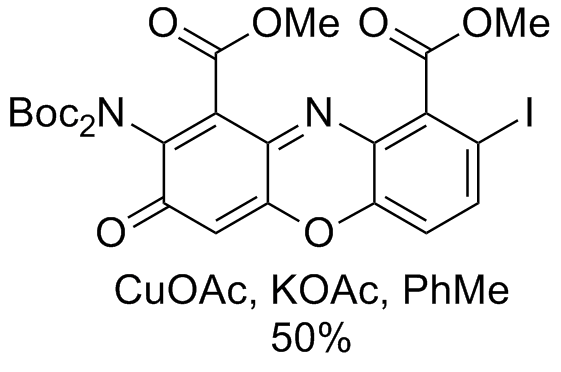 O OMe O OMe
Boc2N N I
O O
CuOAc, KOAc, PhMe
50%